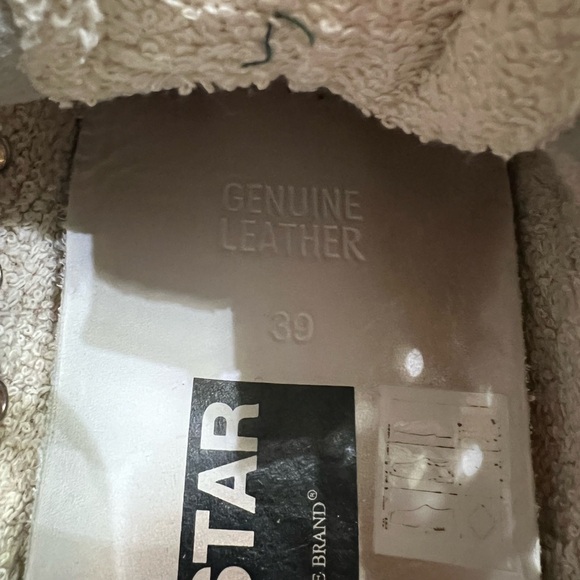 GENUINE
LEATHER
39
STAR
E BRAND®